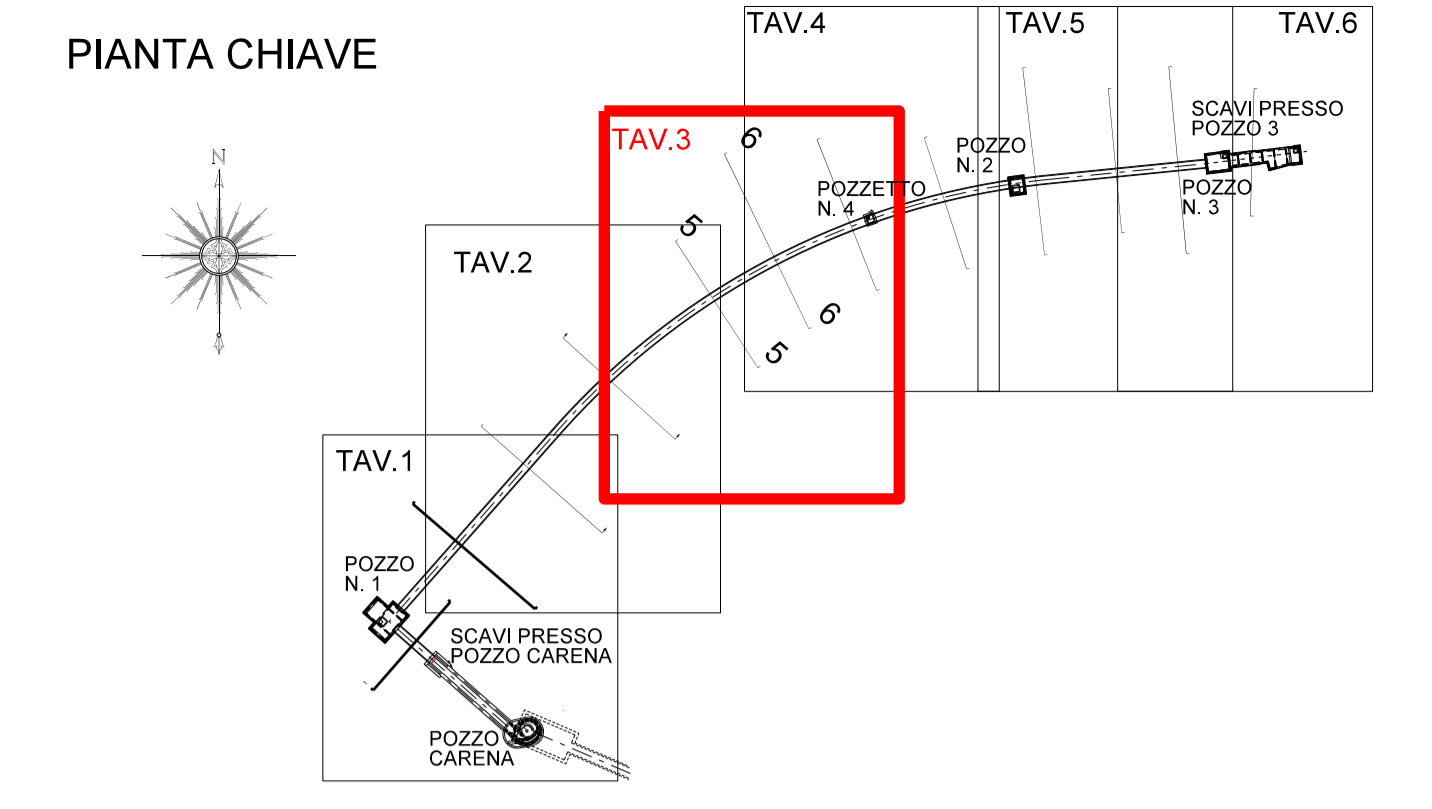 PIANTA CHIAVE
N
TAV.4
TAV.5
TAV.6
TAV.3
6
SCAVI PRESSO
POZZO 3
POZZO
N. 2
POZZETTO
N. 4
POZZO
N. 3
5
TAV.2
6
5
TAV.1
POZZO
N. 1
SCAVI PRESSO
POZZO CARENA
POZZO
CARENA